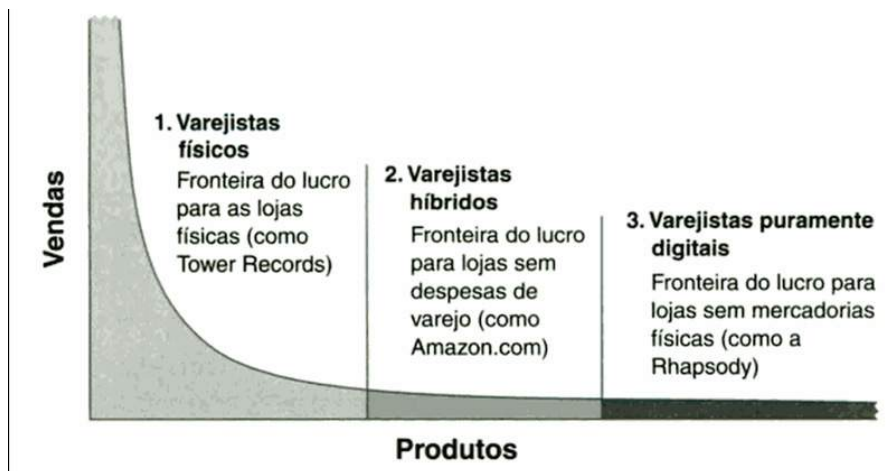 Vendas
1. Varejistas
físicos
Fronteira do lucro
para as lojas
físicas (como
Tower Records)
2. Varejistas
híbridos
Fronteira do lucro
para lojas sem
despesas de
varejo (como
Amazon.com)
3. Varejistas puramente
digitais
Fronteira do lucro para
lojas sem mercadorias
físicas (como a
Rhapsody)
Produtos